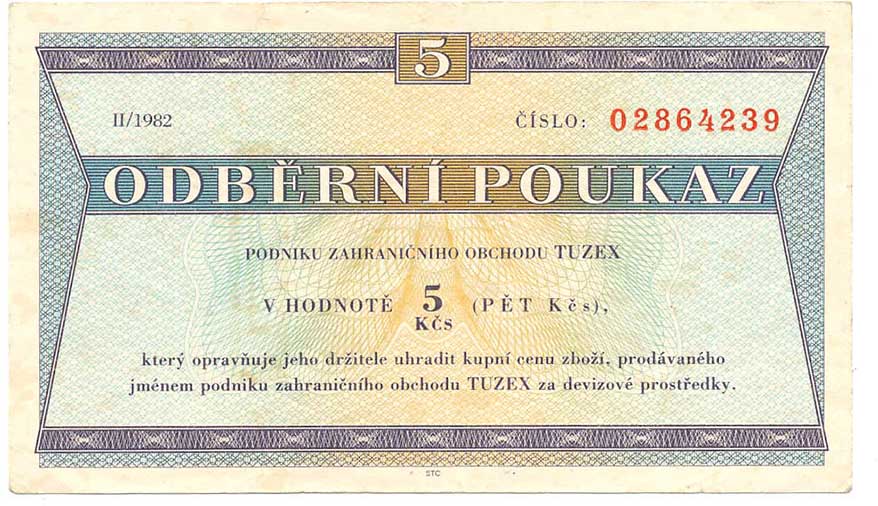 5
II/1982 ČÍSLO: 02864239
ODBĚRNÍ POUKAZ
PODNIKU ZAHRANIČNÍHO OBCHODU TUZEX
V HODNOTĚ 5 KČS (PĚT Kčs),
který opravňuje jeho držitele uhradit kupní cenu zboží, prodávaného
jménem podniku zahraničního obchodu TUZEX za devizové prostředky.
STC